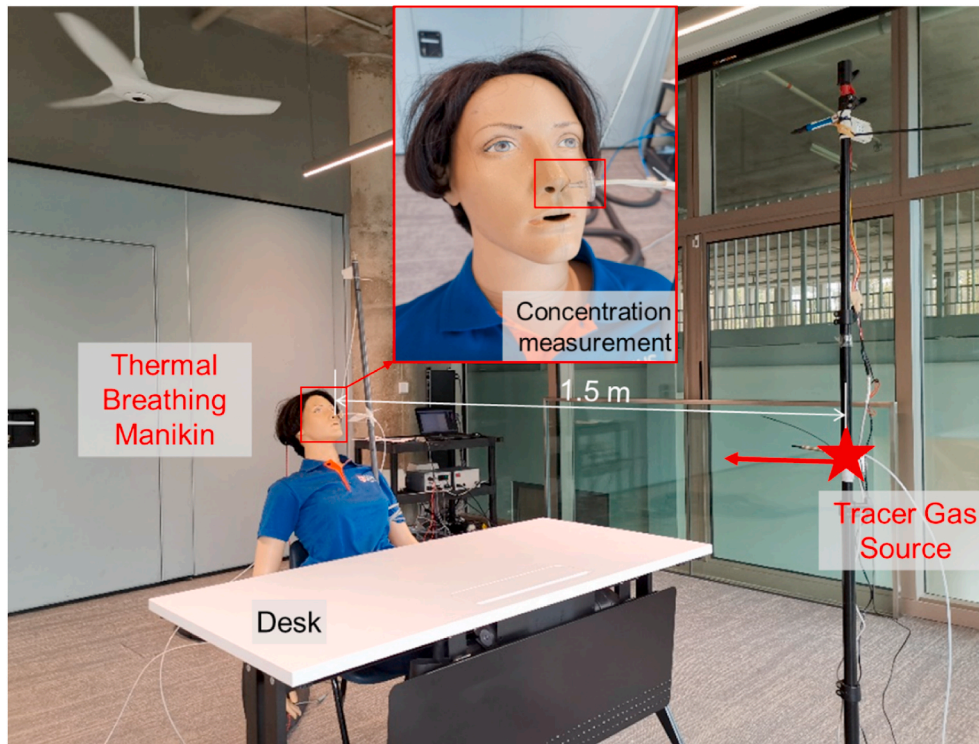 Concentration
measurement
Thermal
Breathing
Manikin
1.5 m
Tracer Gas
Source
Desk